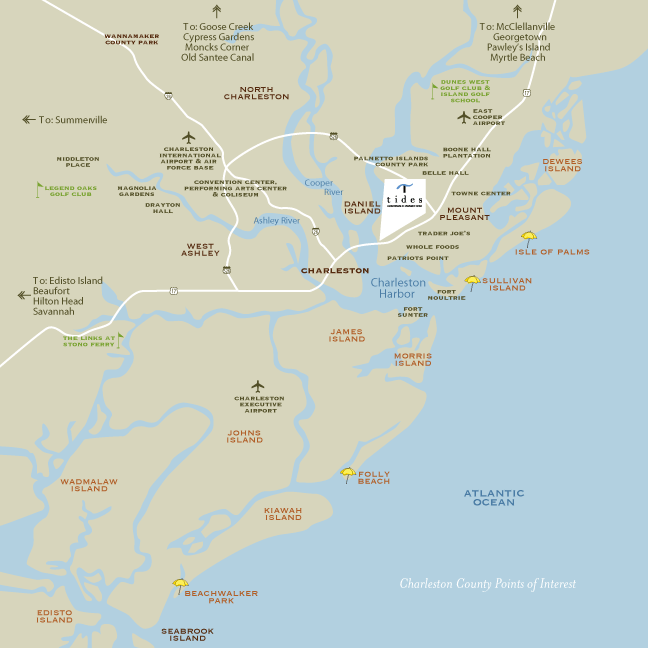 WANNAMAKER
COUNTY PARK
To: Goose Creek
Cypress Gardens
Moncks Corner
Old Santee Canal
To: McClellanville
Georgetown
Pawley's Island
Myrtle Beach
NORTH
CHARLESTON
DUNES WEST
GOLF CLUB &
ISLAND GOLF
SCHOOL
17
EAST
COOPER
AIRPORT
To: Summerville
CHARLESTON
INTERNATIONAL
AIRPORT & AIR
FORCE BASE
MIDDLETON
PLACE
PALMETTO ISLANDS
COUNTY PARK
BOONE HALL
PLANTATION
BELLE HALL
DEWEES
ISLAND
LEGEND OAKS
GOLF CLUB
MAGNOLIA
GARDENS
CONVENTION CENTER,
PERFORMING ARTS CENTER
& COLISEUM
Cooper
River
tides
TOWNE CENTER
DRAYTON
HALL
DANIEL
ISLAND
MOUNT
PLEASANT
Ashley River
TRADER JOE'S
WEST
ASHLEY
WHOLE FOODS
ISLE OF PALMS
PATRIOTS POINT
CHARLESTON
To: Edisto Island
Beaufort
Hilton Head
Savannah
17
Charleston
Harbor
SULLIVAN
ISLAND
FORT
MOULTRIE
FORT
SUMTER
THE LINKS AT
STONO FERRY
JAMES
ISLAND
MORRIS
ISLAND
CHARLESTON
EXECUTIVE
AIRPORT
JOHNS
ISLAND
FOLLY
BEACH
WADMALAW
ISLAND
ATLANTIC
OCEAN
KIAWAH
ISLAND
Charleston County Points of Interest
BEACHWALKER
PARK
EDISTO
ISLAND
SEABROOK
ISLAND